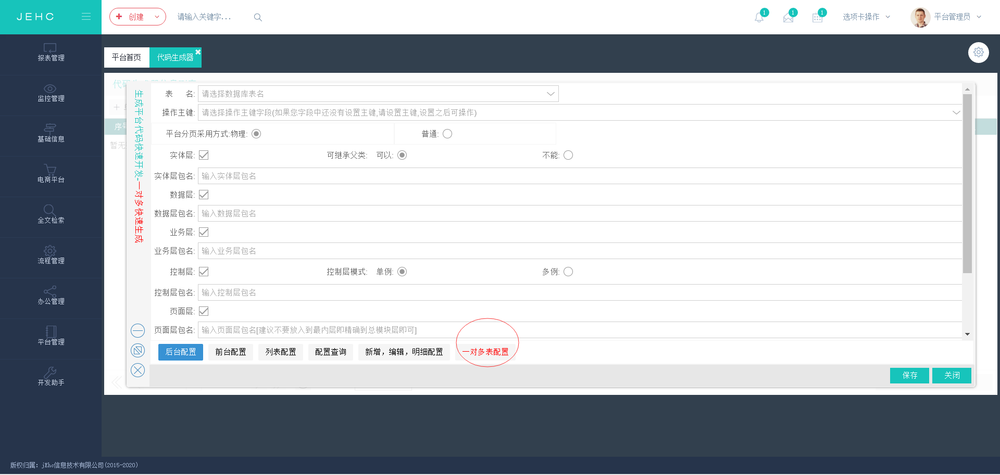 JEHC
创建
请输入关键字...
1
1
1
选项卡操作
平台管理员
报表管理
监控管理
基础信息
电商平台
全文检索
流程管理
办公管理
平台管理
开发助手
平台首页
代码生成器
序号
暂无
生成平台代码快速开发-一对多快速生成
表 名: 请选择数据库表名
操作主键: 请选择操作主键字段(如果您字段中还没有设置主键,请设置主键,设置之后可操作)
平台分页采用方式:物理: 普通:
实体层: 可继承父类: 可以: 不能:
实体层包名: 输入实体层包名
数据层:
数据层包名: 输入数据层包名
业务层:
业务层包名: 输入业务层包名
控制层: 控制层模式: 单例: 多例:
控制层包名: 输入控制层包名
页面层:
页面层包名: 输入页面层包名[建议不要放入到最内层即精确到总模块层即可]
后台配置 前台配置 列表配置 配置查询 新增，编辑，明细配置 一对多表配置
保存 关闭
版权归属：jEhc信息技术有限公司(2015-2020)